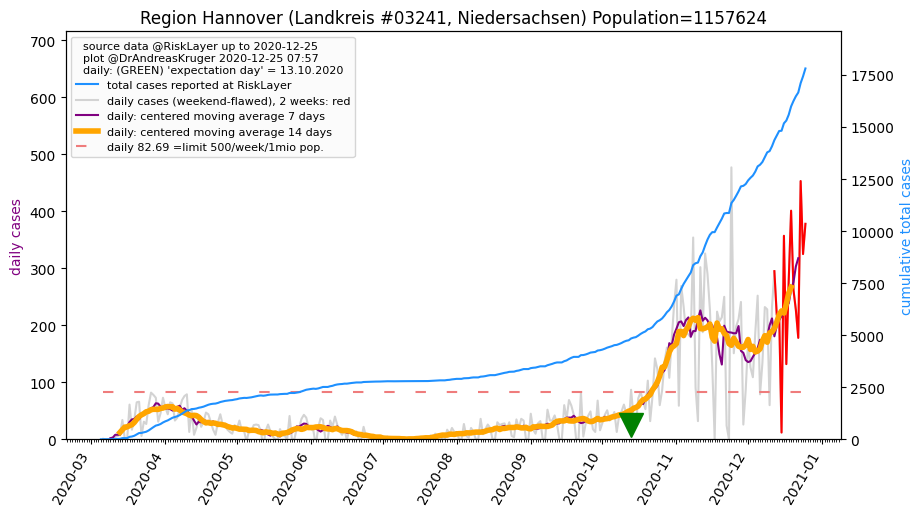 Region Hannover (Landkreis #03241, Niedersachsen) Population=1157624
source data @RiskLayer up to 2020-12-25
plot @DrAndreasKruger 2020-12-25 07:57
daily: (GREEN) 'expectation day' = 13.10.2020
total cases reported at RiskLayer
daily cases (weekend-flawed), 2 weeks: red
daily: centered moving average 7 days
daily: centered moving average 14 days
daily 82.69 =limit 500/week/1mio pop.
daily cases
700
600
500
400
300
200
100
0
cumulative total cases
17500
15000
12500
10000
7500
5000
2500
0
2020-03
2020-04
2020-05
2020-06
2020-07
2020-08
2020-09
2020-10
2020-11
2020-12
2021-01